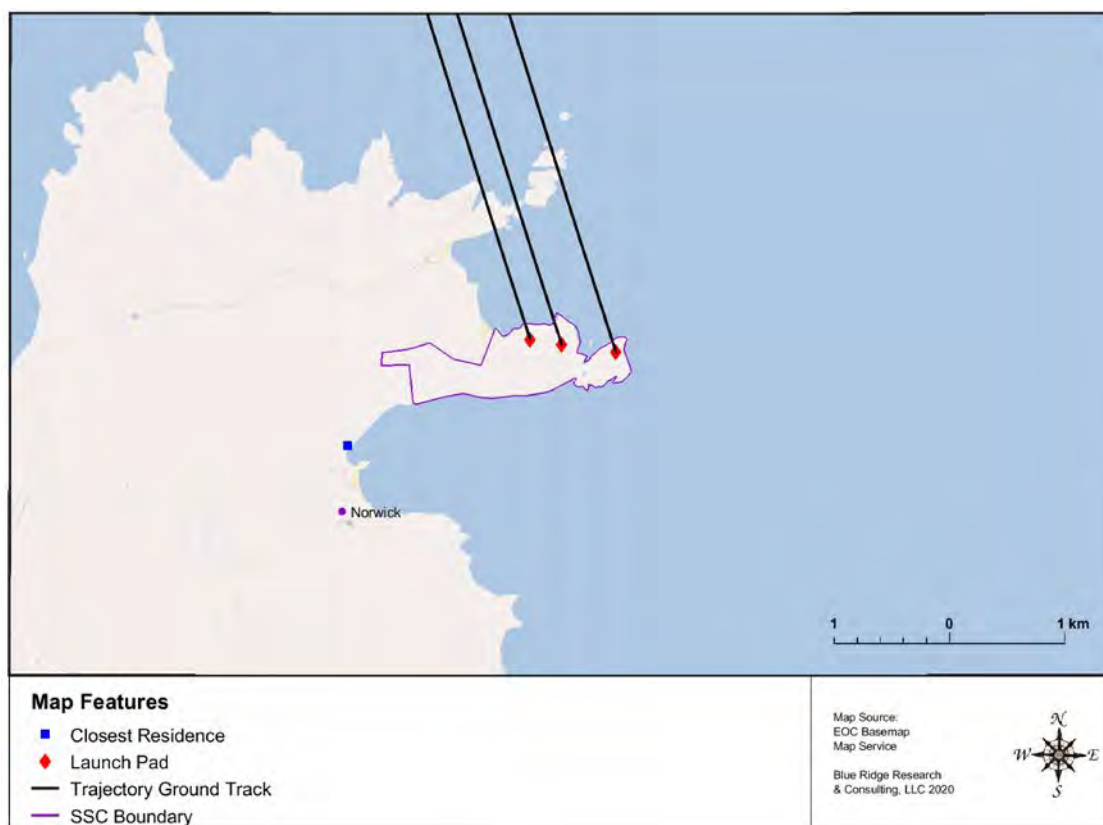 Norwick
1 0 1 km
Map Features
Closest Residence
Launch Pad
Trajectory Ground Track
SSC Boundary
Map Source:
EOC Basemap
Map Service
Blue Ridge Research
& Consulting, LLC 2020
N
W E
S